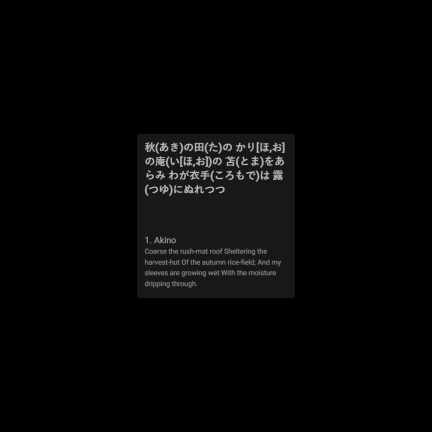 秋(あき)の田(た)の かり[ほ,お]
の庵(い[ほ,お])の 苫(とま)をあ
らみ わが衣手(ころもで)は 露
(つゆ)にぬれつつ
1. Akino
Coarse the rush-mat roof Sheltering the
harvest-hut Of the autumn rice-field; And my
sleeves are growing wet With the moisture
dripping through.